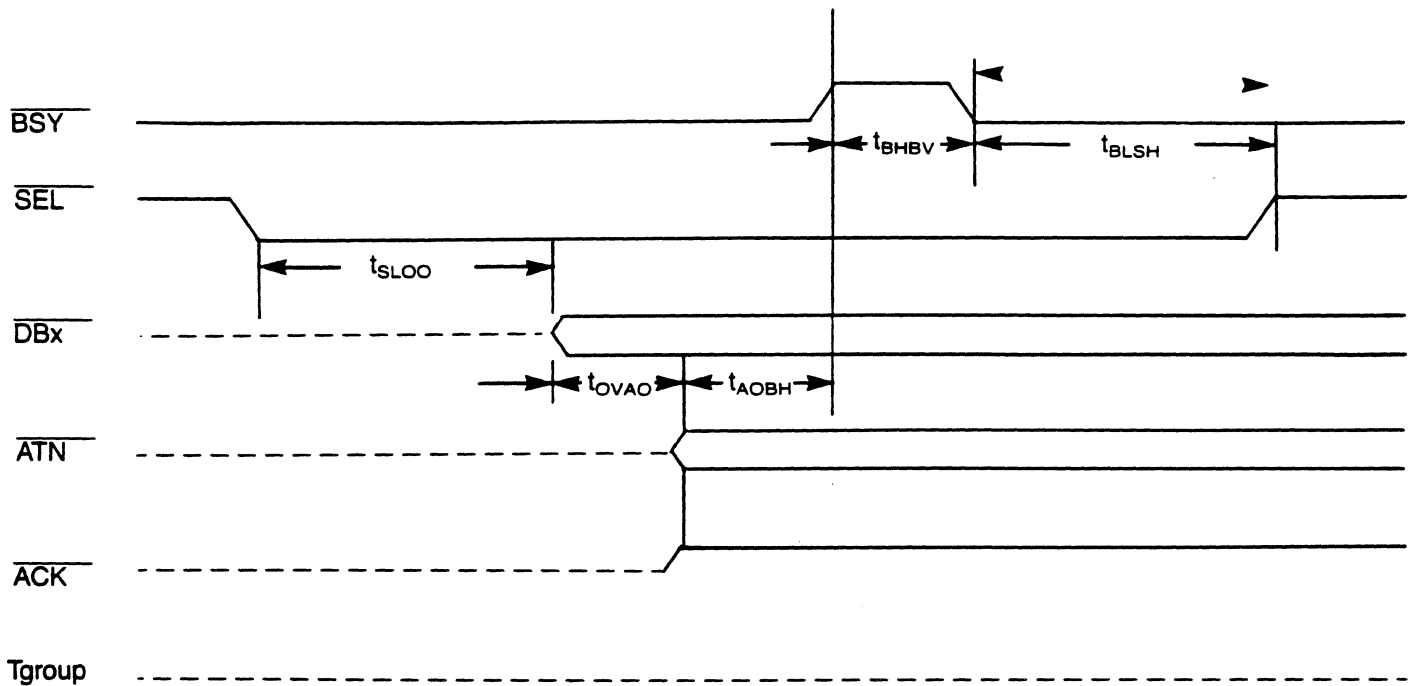 BSY
tBHBV
tBLSH
SEL
tSLOO
DBx
tOVAO
tAOBH
ATN
ACK
Tgroup